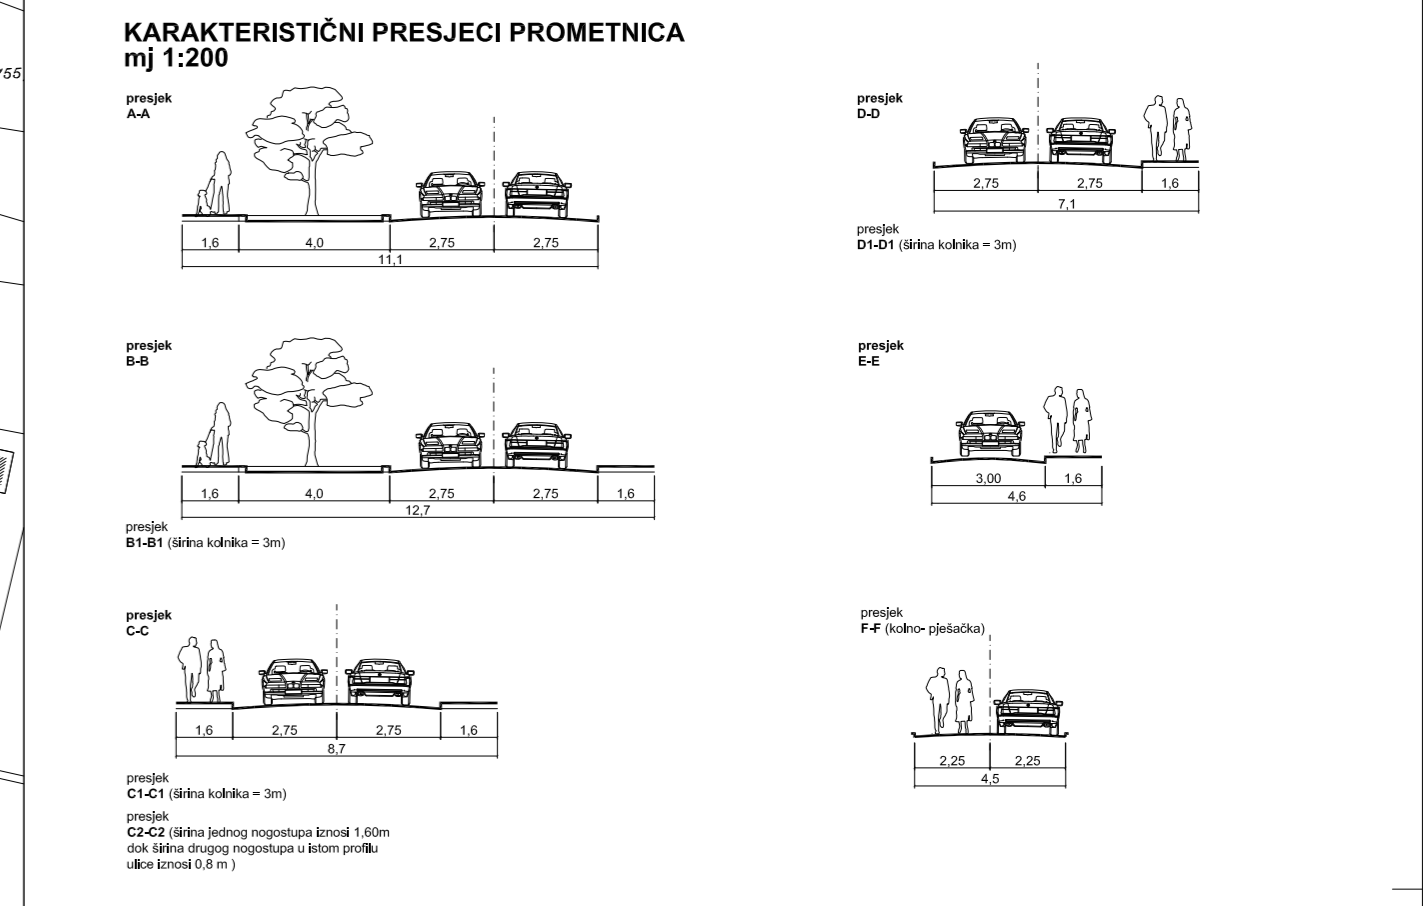 KARAKTERISTIČNI PRESJECI PROMETNICA
mj 1:200
755
presjek
A-A
1,6 4,0 2,75 2,75
11,1
presjek
B-B
1,6 4,0 2,75 2,75 1,6
12,7
presjek
B1-B1 (širina kolnika = 3m)
presjek
C-C
1,6 2,75 2,75 1,6
8,7
presjek
C1-C1 (širina kolnika = 3m)
presjek
C2-C2 (širina jednog nogostupa iznosi 1,60m
dok širina drugog nogostupa u istom profilu
ulice iznosi 0,8 m )
presjek
D-D
2,75 2,75 1,6
7,1
presjek
D1-D1 (širina kolnika = 3m)
presjek
E-E
3,00 1,6
4,6
presjek
F-F (kolno- pješačka)
2,25 2,25
4,5